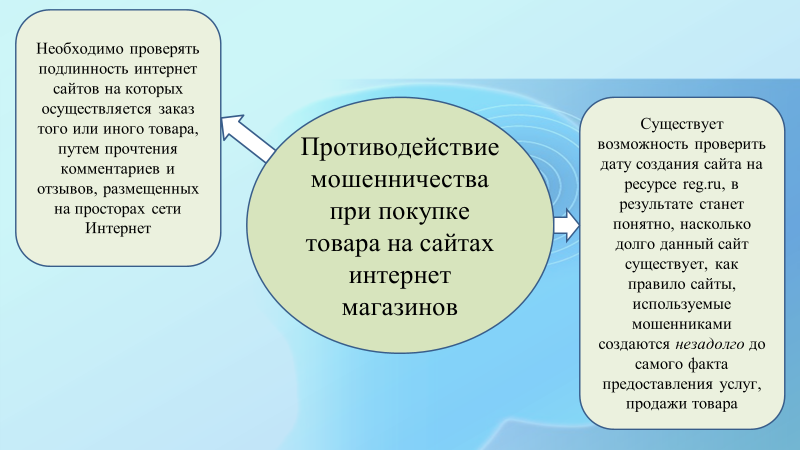 Необходимо проверять
подлинность интернет
сайтов на которых
осуществляется заказ
того или иного товара,
путем прочтения
комментариев и
отзывов, размещенных
на просторах сети
Интернет
Противодействие
мошенничества
при покупке
товара на сайтах
интернет
магазинов
Существует
возможность проверить
дату создания сайта на
ресурсе reg.ru, в
результате станет
понятно, насколько
долго данный сайт
существует, как
правило сайты,
используемые
мошенниками
создаются незадолго до
самого факта
предоставления услуг,
продажи товара